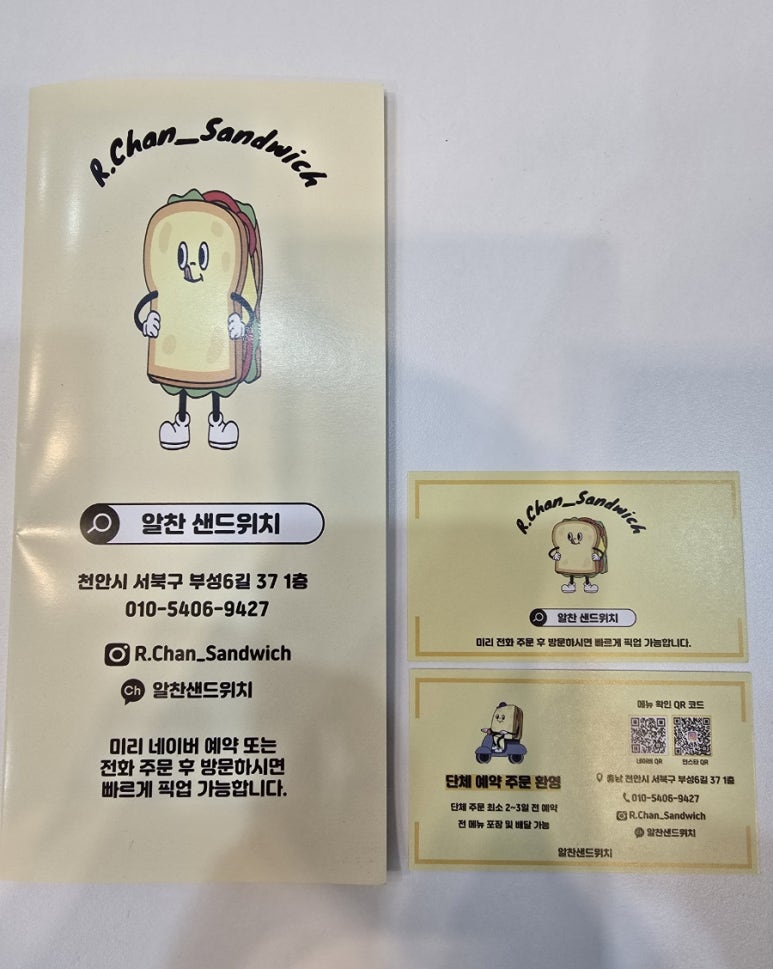 R.Chan_Sandwich
알찬 샌드위치
천안시 서북구 부성6길 37 1층
010-5406-9427
R.Chan_Sandwich
Ch 알찬샌드위치
미리 네이버 예약 또는
전화 주문 후 방문하시면
빠르게 픽업 가능합니다.
R.Chan_Sandwich
알찬 샌드위치
미리 전화 주문 후 방문하시면 빠르게 픽업 가능합니다.
단체 예약 주문 환영
단체 주문 최소 2~3일 전 예약
전 메뉴 포장 및 배달 가능
메뉴 확인 QR 코드
네이버 QR
인스타 QR
충남 천안시 서북구 부성6길 37 1층
010-5406-9427
R.Chan_Sandwich
알찬샌드위치
알찬샌드위치